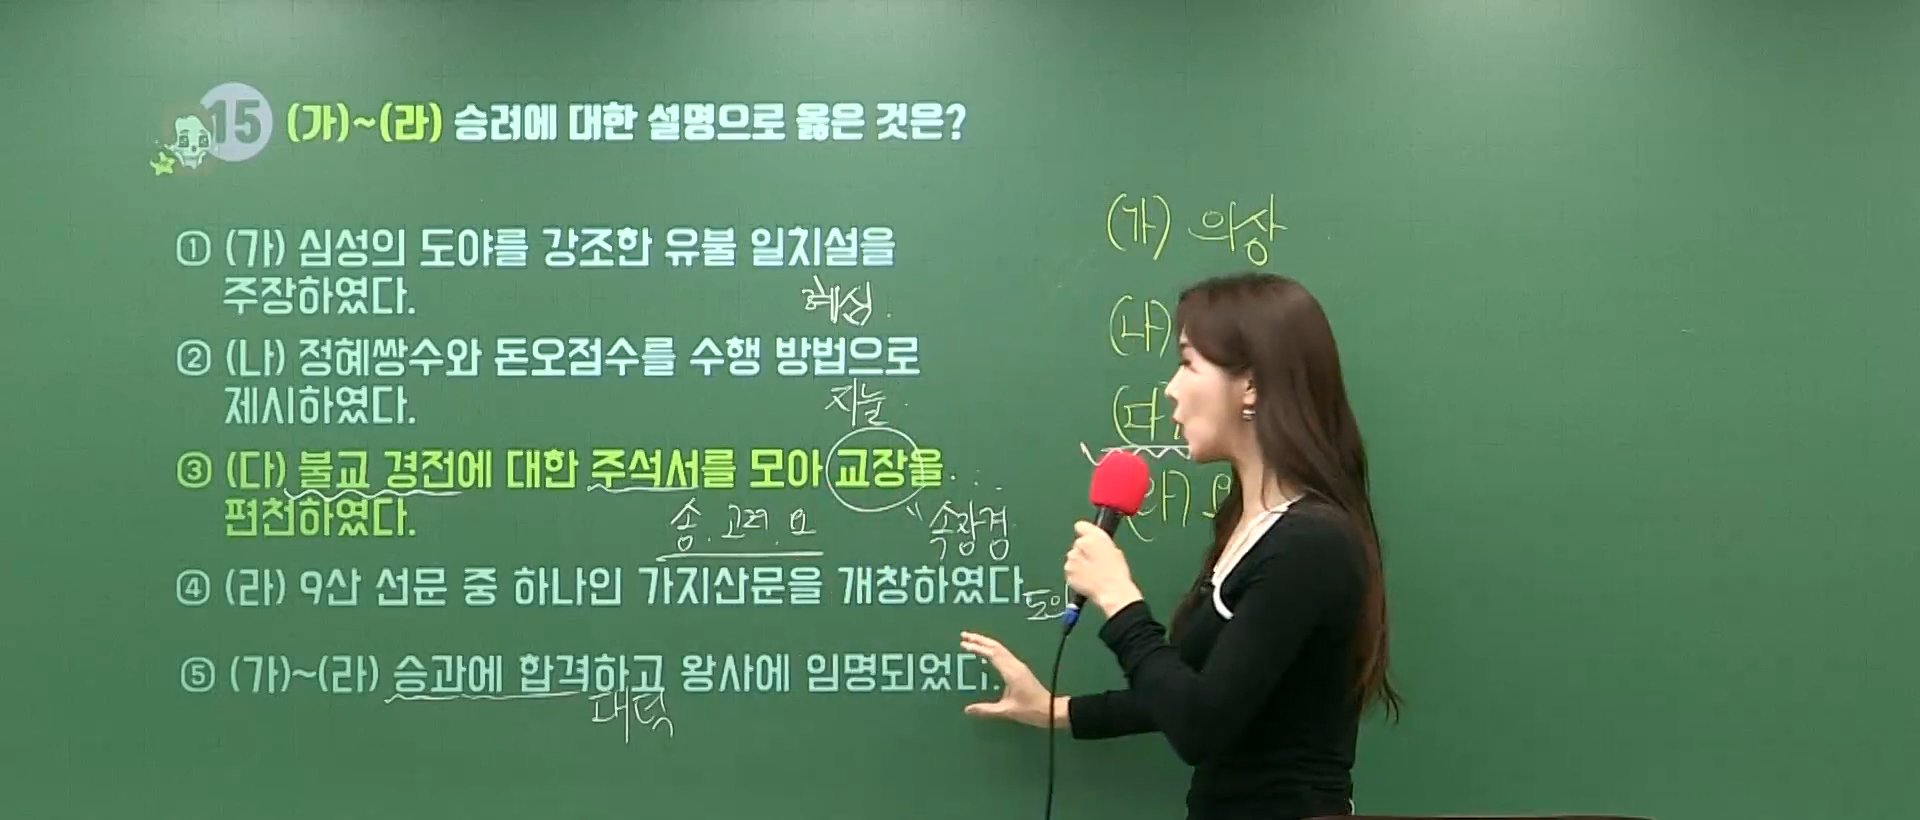 15 (가)~(라) 승려에 대한 설명으로 옳은 것은?
① (가) 심성의 도야를 강조한 유불 일치설을
주장하였다.
혜심.
② (나) 정혜쌍수와 돈오점수를 수행 방법으로
제시하였다.
지눌.
③ (다) 불교 경전에 대한 주석서를 모아 교장을
편천하였다.
송. 고려. 요
속장경
④ (라) 9산 선문 중 하나인 가지산문을 개창하였다.
⑤ (가)~(라) 승과에 합격하고 왕사에 임명되었다.
(가) 의상
(나)
(다